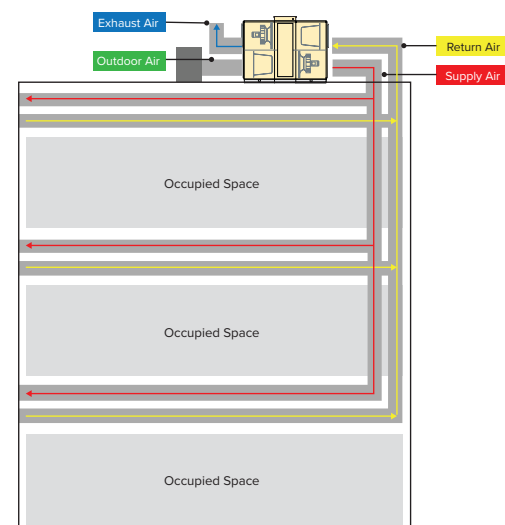 Exhaust Air
Return Air
Outdoor Air
Supply Air
Occupied Space
Occupied Space
Occupied Space